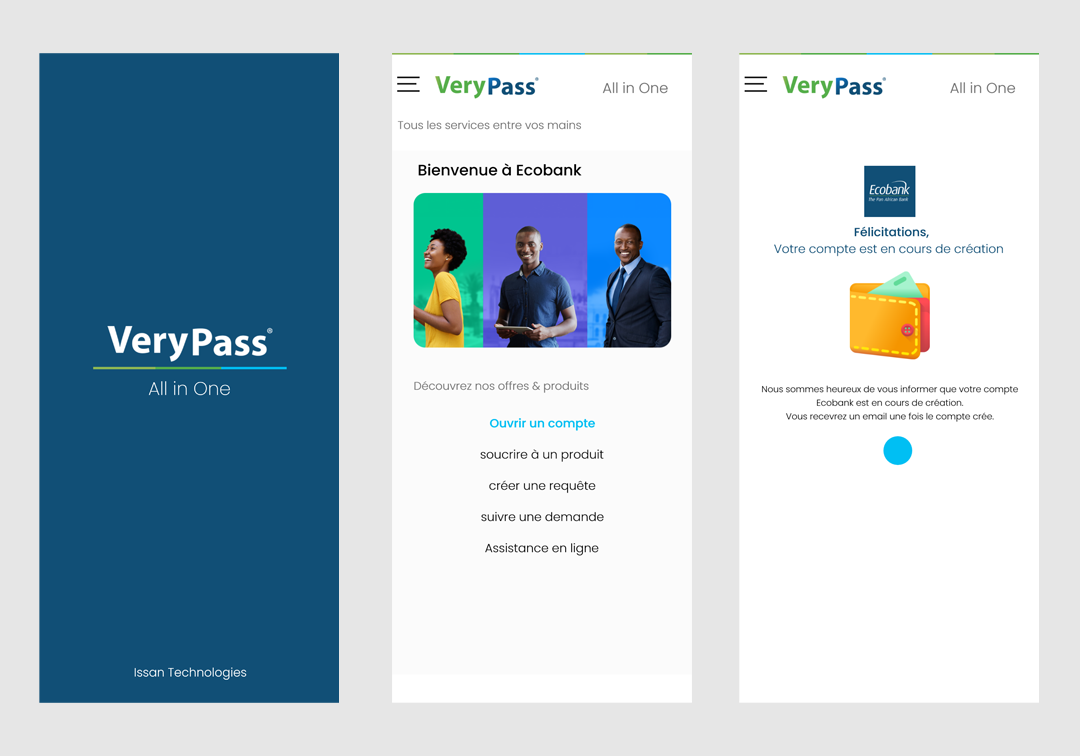 VeryPass®
All in One
Issan Technologies
VeryPass®
All in One
Tous les services entre vos mains
Bienvenue à Ecobank
Découvrez nos offres & produits
Ouvrir un compte
soucrire à un produit
créer une requête
suivre une demande
Assistance en ligne
VeryPass®
All in One
Ecobank
The Pan African Bank
Félicitations,
Votre compte est en cours de création
Nous sommes heureux de vous informer que votre compte
Ecobank est en cours de création.
Vous recevrez un email une fois le compte crée.